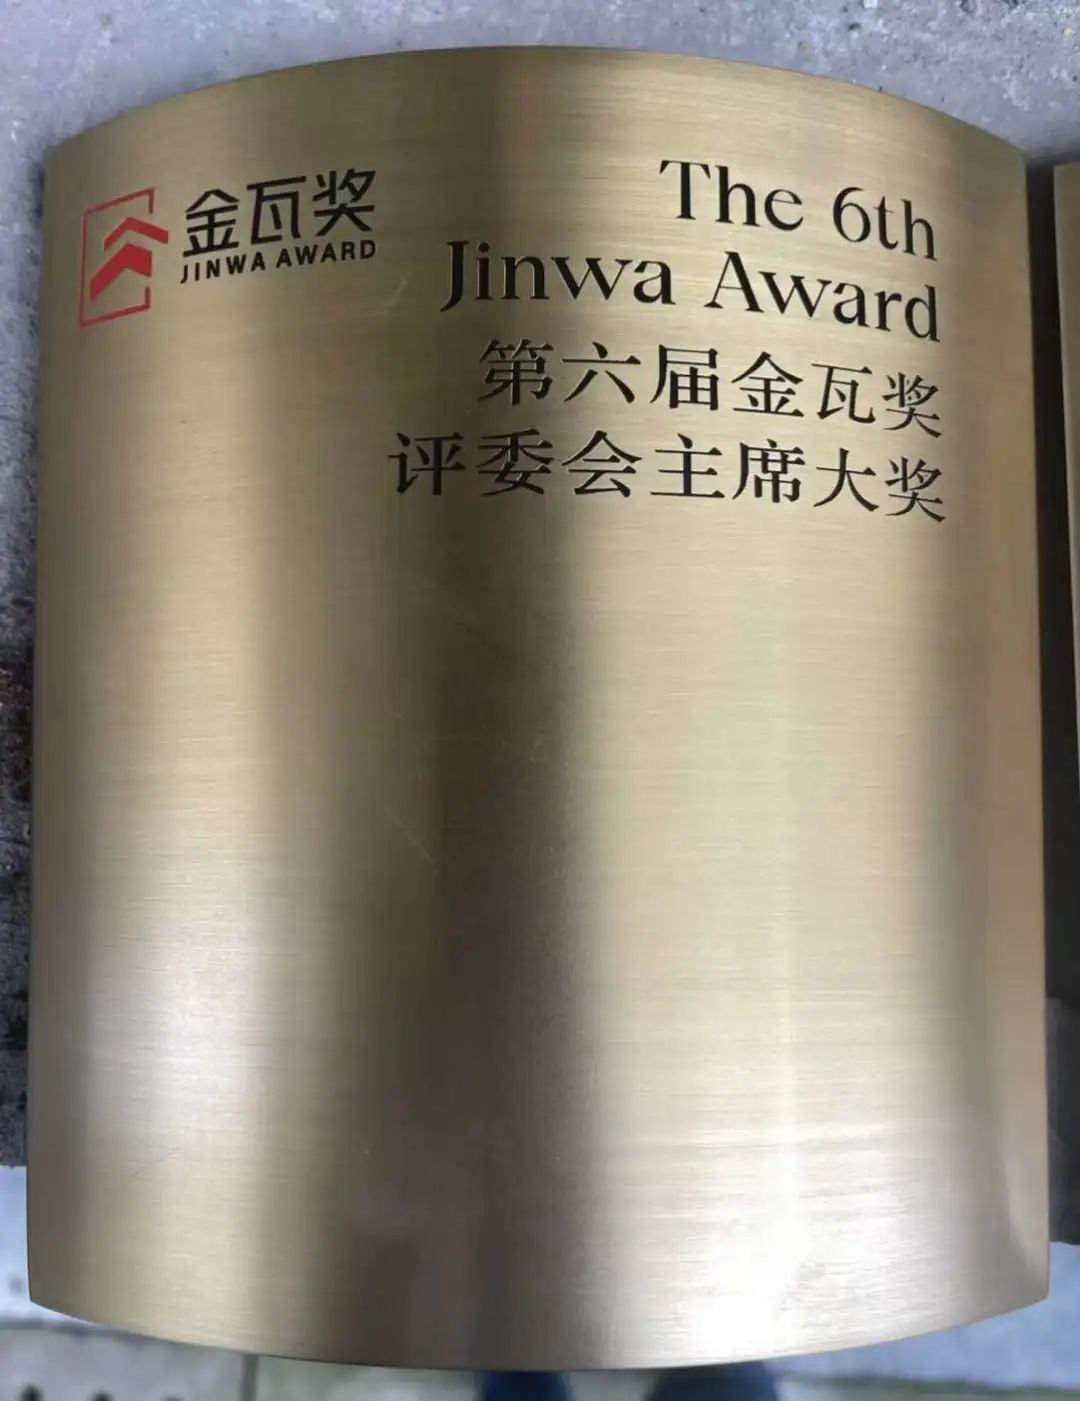 金瓦奖
JINWA AWARD
The 6th
Jinwa Award
第六届金瓦奖
评委会主席大奖